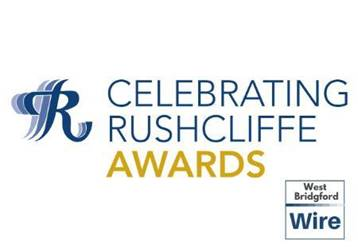 R CELEBRATING
RUSHCLIFFE
AWARDS
West
Bridgford
Wire